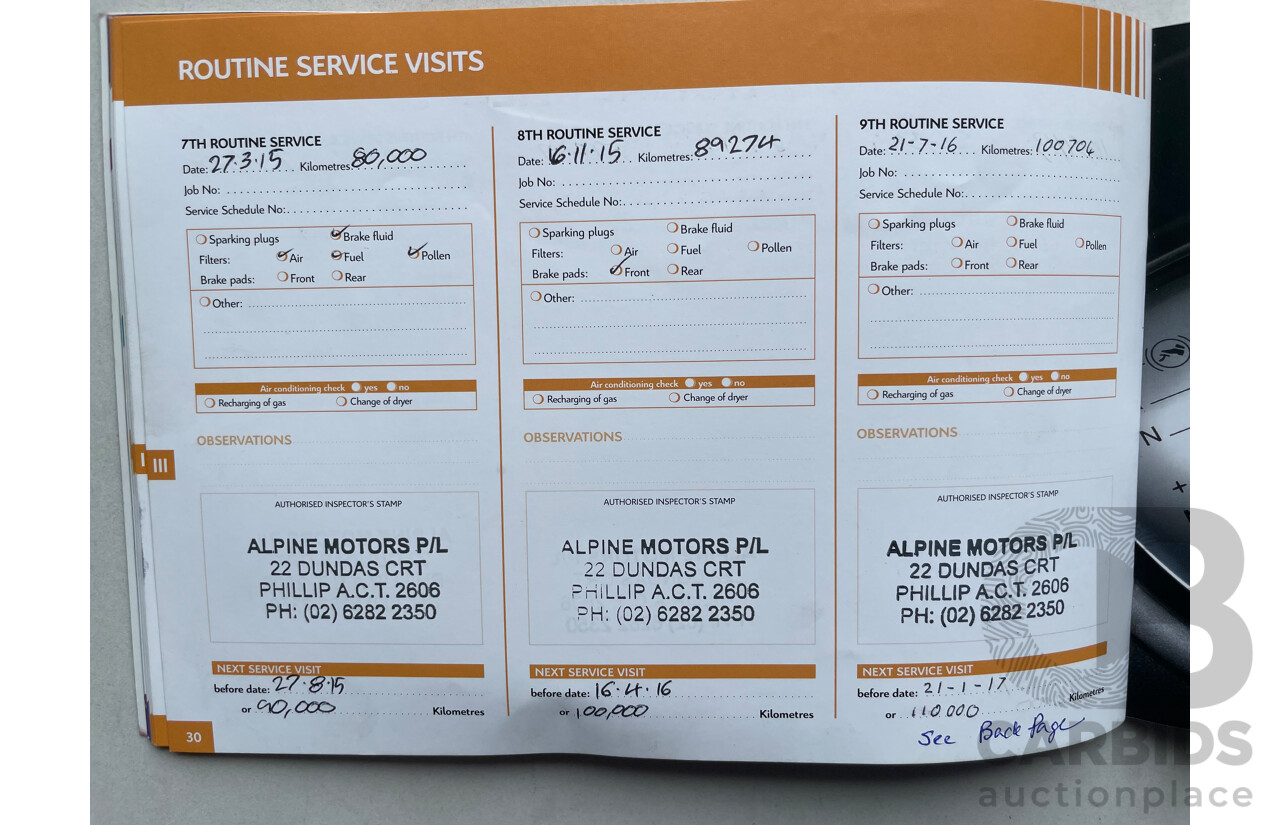 ROUTINE SERVICE VISITS
7TH ROUTINE SERVICE
Date: 27·3·15 Kilometres: 80,000
Job No:
Service Schedule No:
Sparking plugs Brake fluid
Filters: Air Fuel Pollen
Brake pads: Front Rear
Other:
Air conditioning check yes no
Recharging of gas Change of dryer
OBSERVATIONS
AUTHORISED INSPECTOR'S STAMP
ALPINE MOTORS P/L
22 DUNDAS CRT
PHILLIP A.C.T. 2606
PH: (02) 6282 2350
NEXT SERVICE VISIT
before date: 27·8·15
or 90,000 Kilometres
8TH ROUTINE SERVICE
Date: 16·11·15 Kilometres: 89274
Job No:
Service Schedule No:
Sparking plugs Brake fluid
Filters: Air Fuel Pollen
Brake pads: Front Rear
Other:
Air conditioning check yes no
Recharging of gas Change of dryer
OBSERVATIONS
AUTHORISED INSPECTOR'S STAMP
ALPINE MOTORS P/L
22 DUNDAS CRT
PHILLIP A.C.T. 2606
PH: (02) 6282 2350
NEXT SERVICE VISIT
before date: 16·4·16
or 100,000 Kilometres
9TH ROUTINE SERVICE
Date: 21-7-16 Kilometres: 100704
Job No:
Service Schedule No:
Sparking plugs Brake fluid
Filters: Air Fuel Pollen
Brake pads: Front Rear
Other:
Air conditioning check yes no
Recharging of gas Change of dryer
OBSERVATIONS
AUTHORISED INSPECTOR'S STAMP
ALPINE MOTORS P/L
22 DUNDAS CRT
PHILLIP A.C.T. 2606
PH: (02) 6282 2350
NEXT SERVICE VISIT
before date: 21-1-17
or 110 000 Kilometres
See Back Page
I
III
30
N
CARBIDS
auctionplace